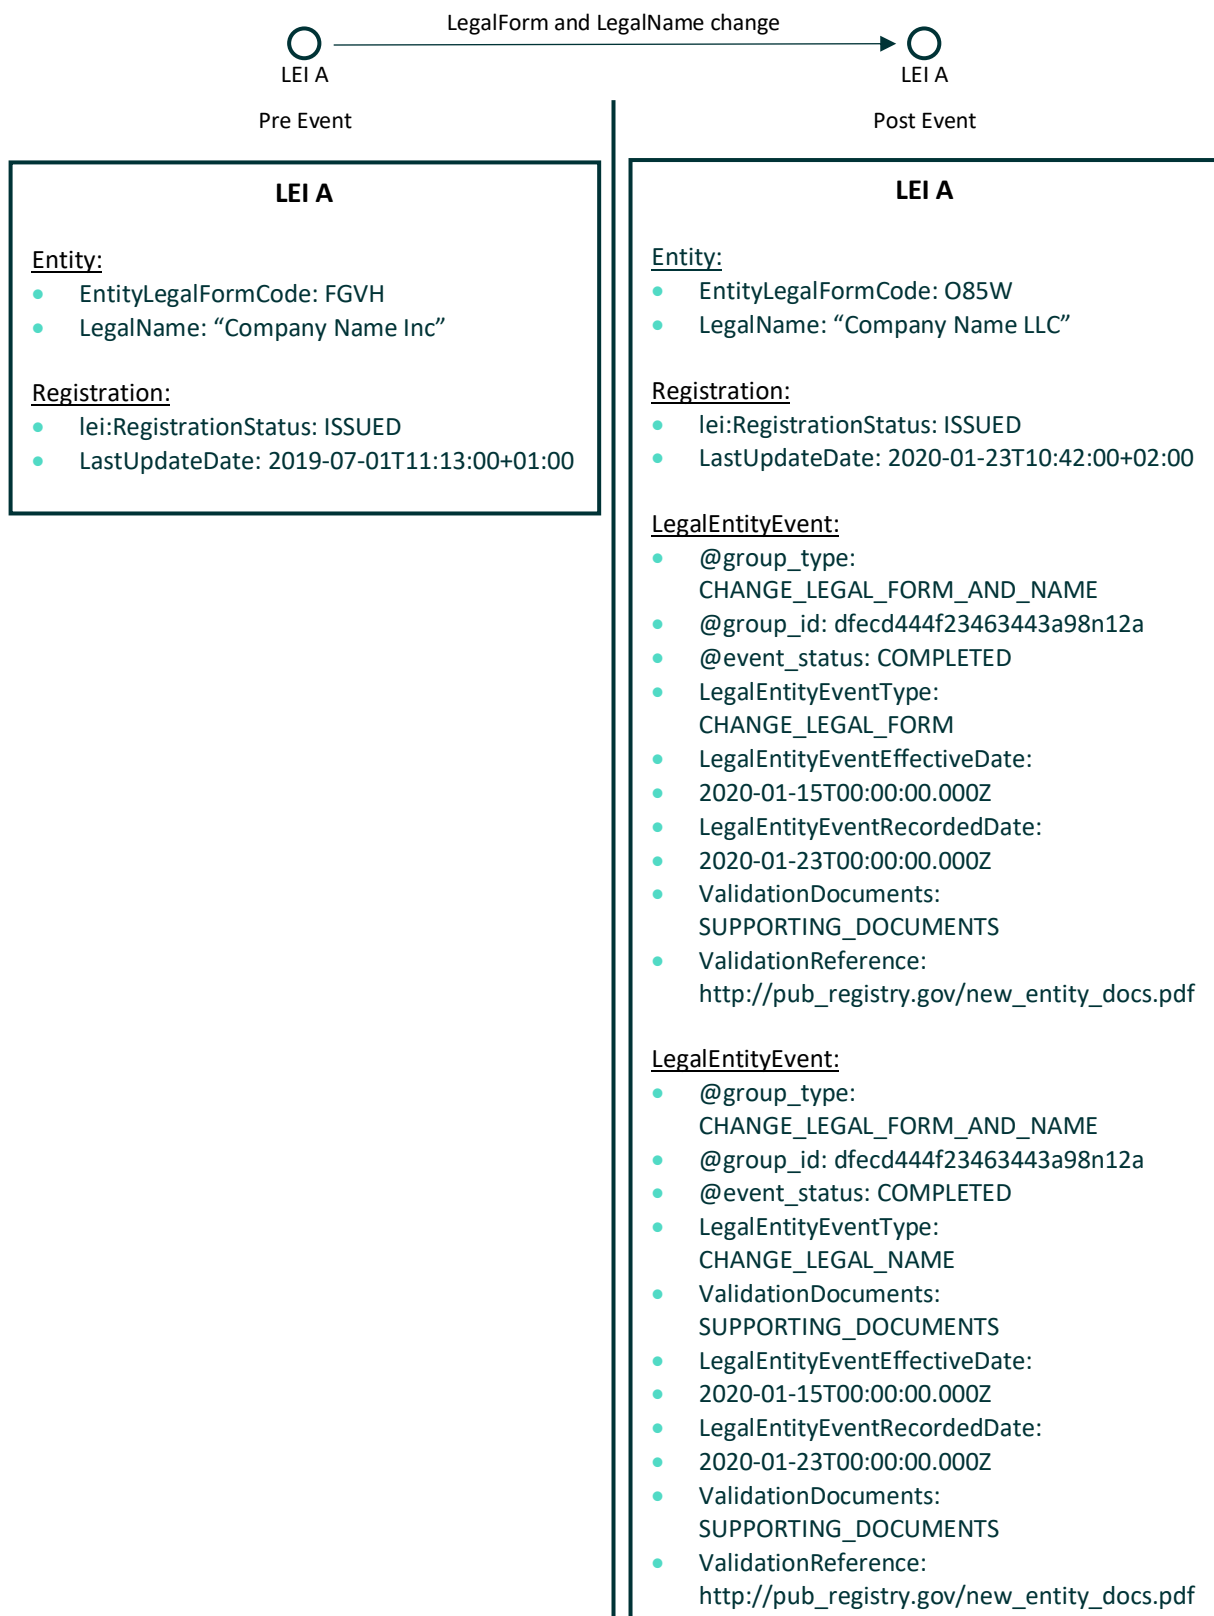 LegalForm and LegalName change
LEI A
LEI A
Pre Event
Post Event
LEI A
Entity:
• EntityLegalFormCode: FGVH
• LegalName: “Company Name Inc”
Registration:
• lei:RegistrationStatus: ISSUED
• LastUpdateDate: 2019-07-01T11:13:00+01:00
LEI A
Entity:
• EntityLegalFormCode: O85W
• LegalName: “Company Name LLC”
Registration:
• lei:RegistrationStatus: ISSUED
• LastUpdateDate: 2020-01-23T10:42:00+02:00
LegalEntityEvent:
• @group_type:
CHANGE_LEGAL_FORM_AND_NAME
• @group_id: dfecd444f23463443a98n12a
• @event_status: COMPLETED
• LegalEntityEventType:
CHANGE_LEGAL_FORM
• LegalEntityEventEffectiveDate:
• 2020-01-15T00:00:00.000Z
• LegalEntityEventRecordedDate:
• 2020-01-23T00:00:00.000Z
• ValidationDocuments:
SUPPORTING_DOCUMENTS
• ValidationReference:
http://pub_registry.gov/new_entity_docs.pdf
LegalEntityEvent:
• @group_type:
CHANGE_LEGAL_FORM_AND_NAME
• @group_id: dfecd444f23463443a98n12a
• @event_status: COMPLETED
• LegalEntityEventType:
CHANGE_LEGAL_NAME
• ValidationDocuments:
SUPPORTING_DOCUMENTS
• LegalEntityEventEffectiveDate:
• 2020-01-15T00:00:00.000Z
• LegalEntityEventRecordedDate:
• 2020-01-23T00:00:00.000Z
• ValidationDocuments:
SUPPORTING_DOCUMENTS
• ValidationReference:
http://pub_registry.gov/new_entity_docs.pdf